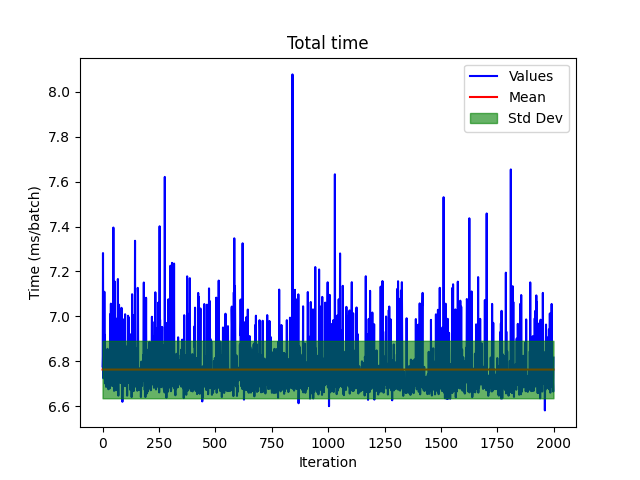 Total time
Values
Mean
Std Dev
8.0
7.8
7.6
7.4
7.2
7.0
6.8
6.6
Time (ms/batch)
0 250 500 750 1000 1250 1500 1750 2000
Iteration